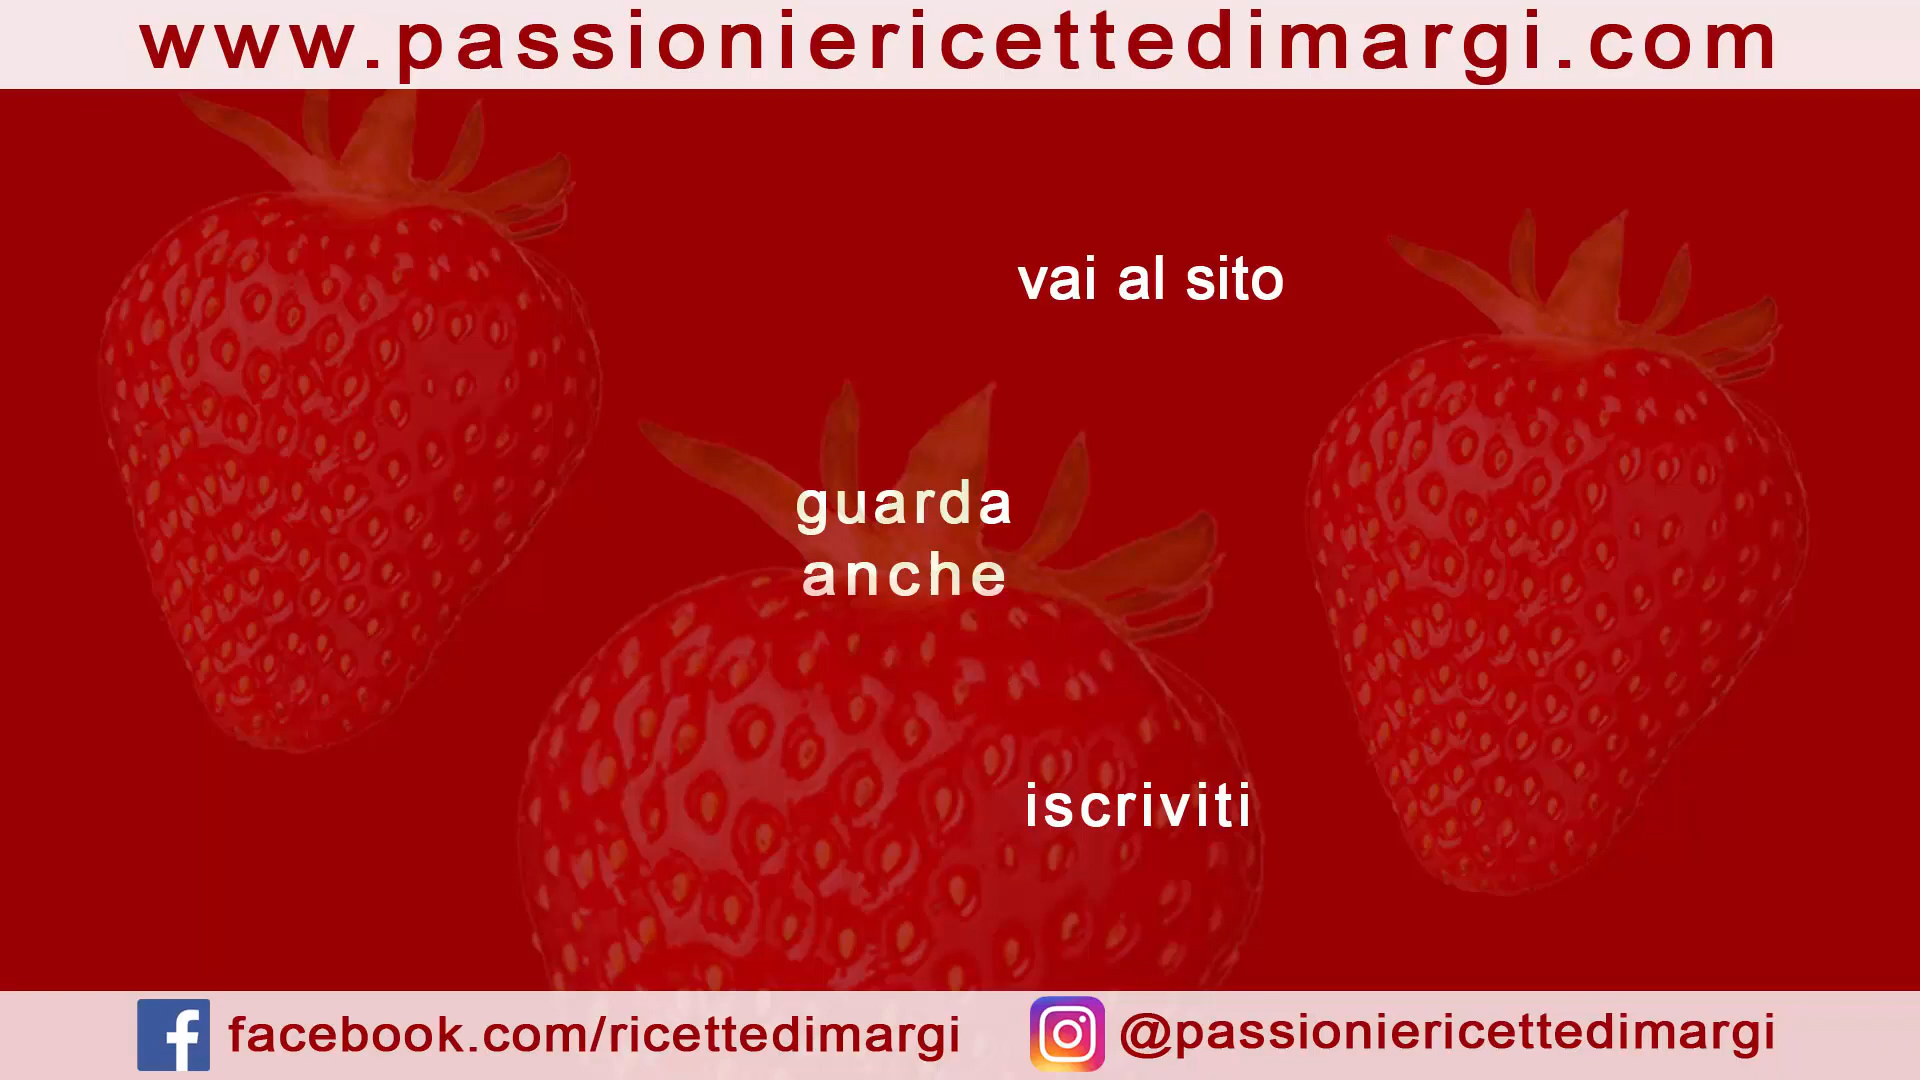 www.passioniericettedimargi.com
vai al sito
guarda
anche
iscriviti
facebook.com/ricettedimargi
@passioniericettedimargi